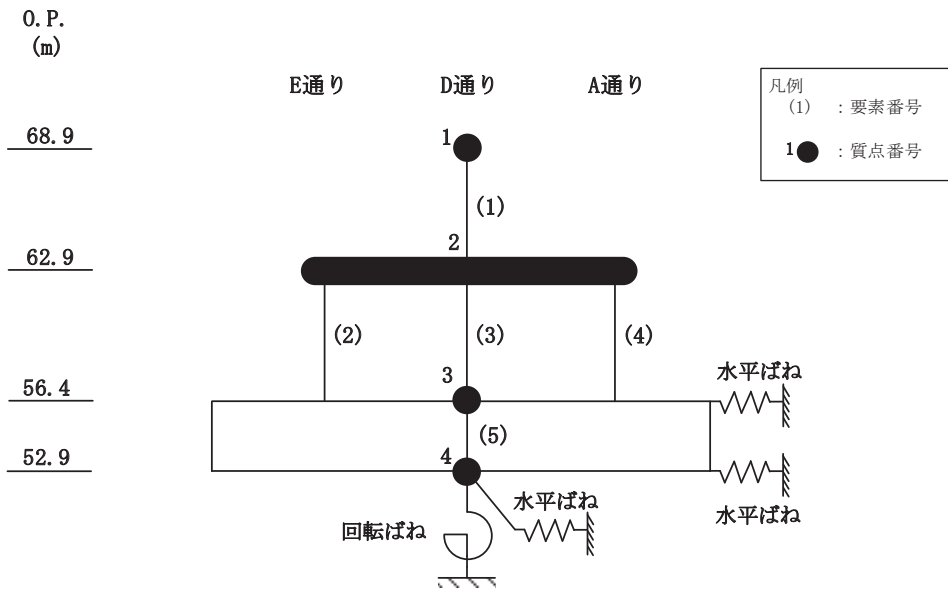 O.P.
(m)
E通り D通り A通り
凡例
(1) : 要素番号
1 : 質点番号
68.9
1
(1)
2
62.9
(2) (3) (4)
3
水平ばね
56.4
(5)
4
52.9
水平ばね
水平ばね
回転ばね